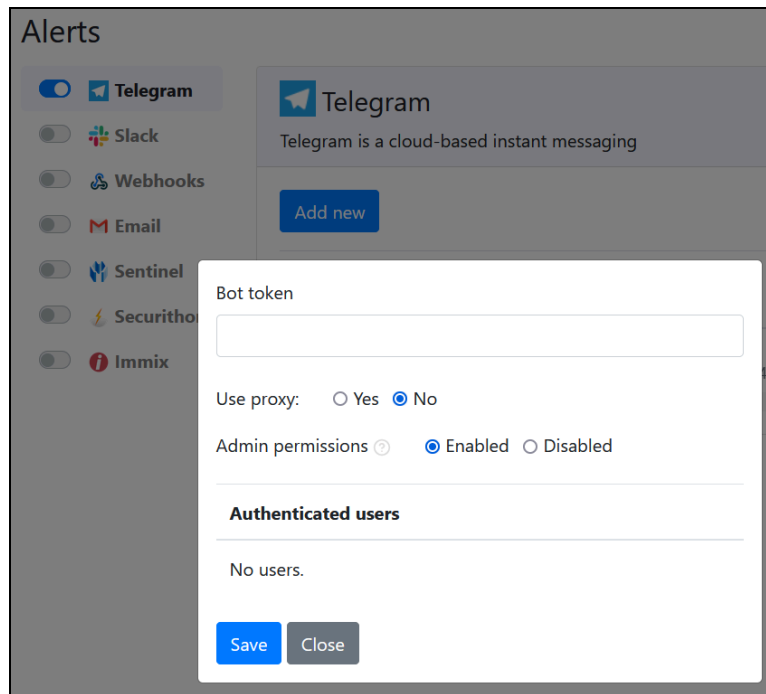 Alerts
Telegram
Slack
Webhooks
Email
Sentinel
Immix
Telegram
Telegram is a cloud-based instant messaging
Add new
Bot token
Use proxy: Yes No
Admin permissions ? Enabled Disabled
Authenticated users
No users.
Save Close